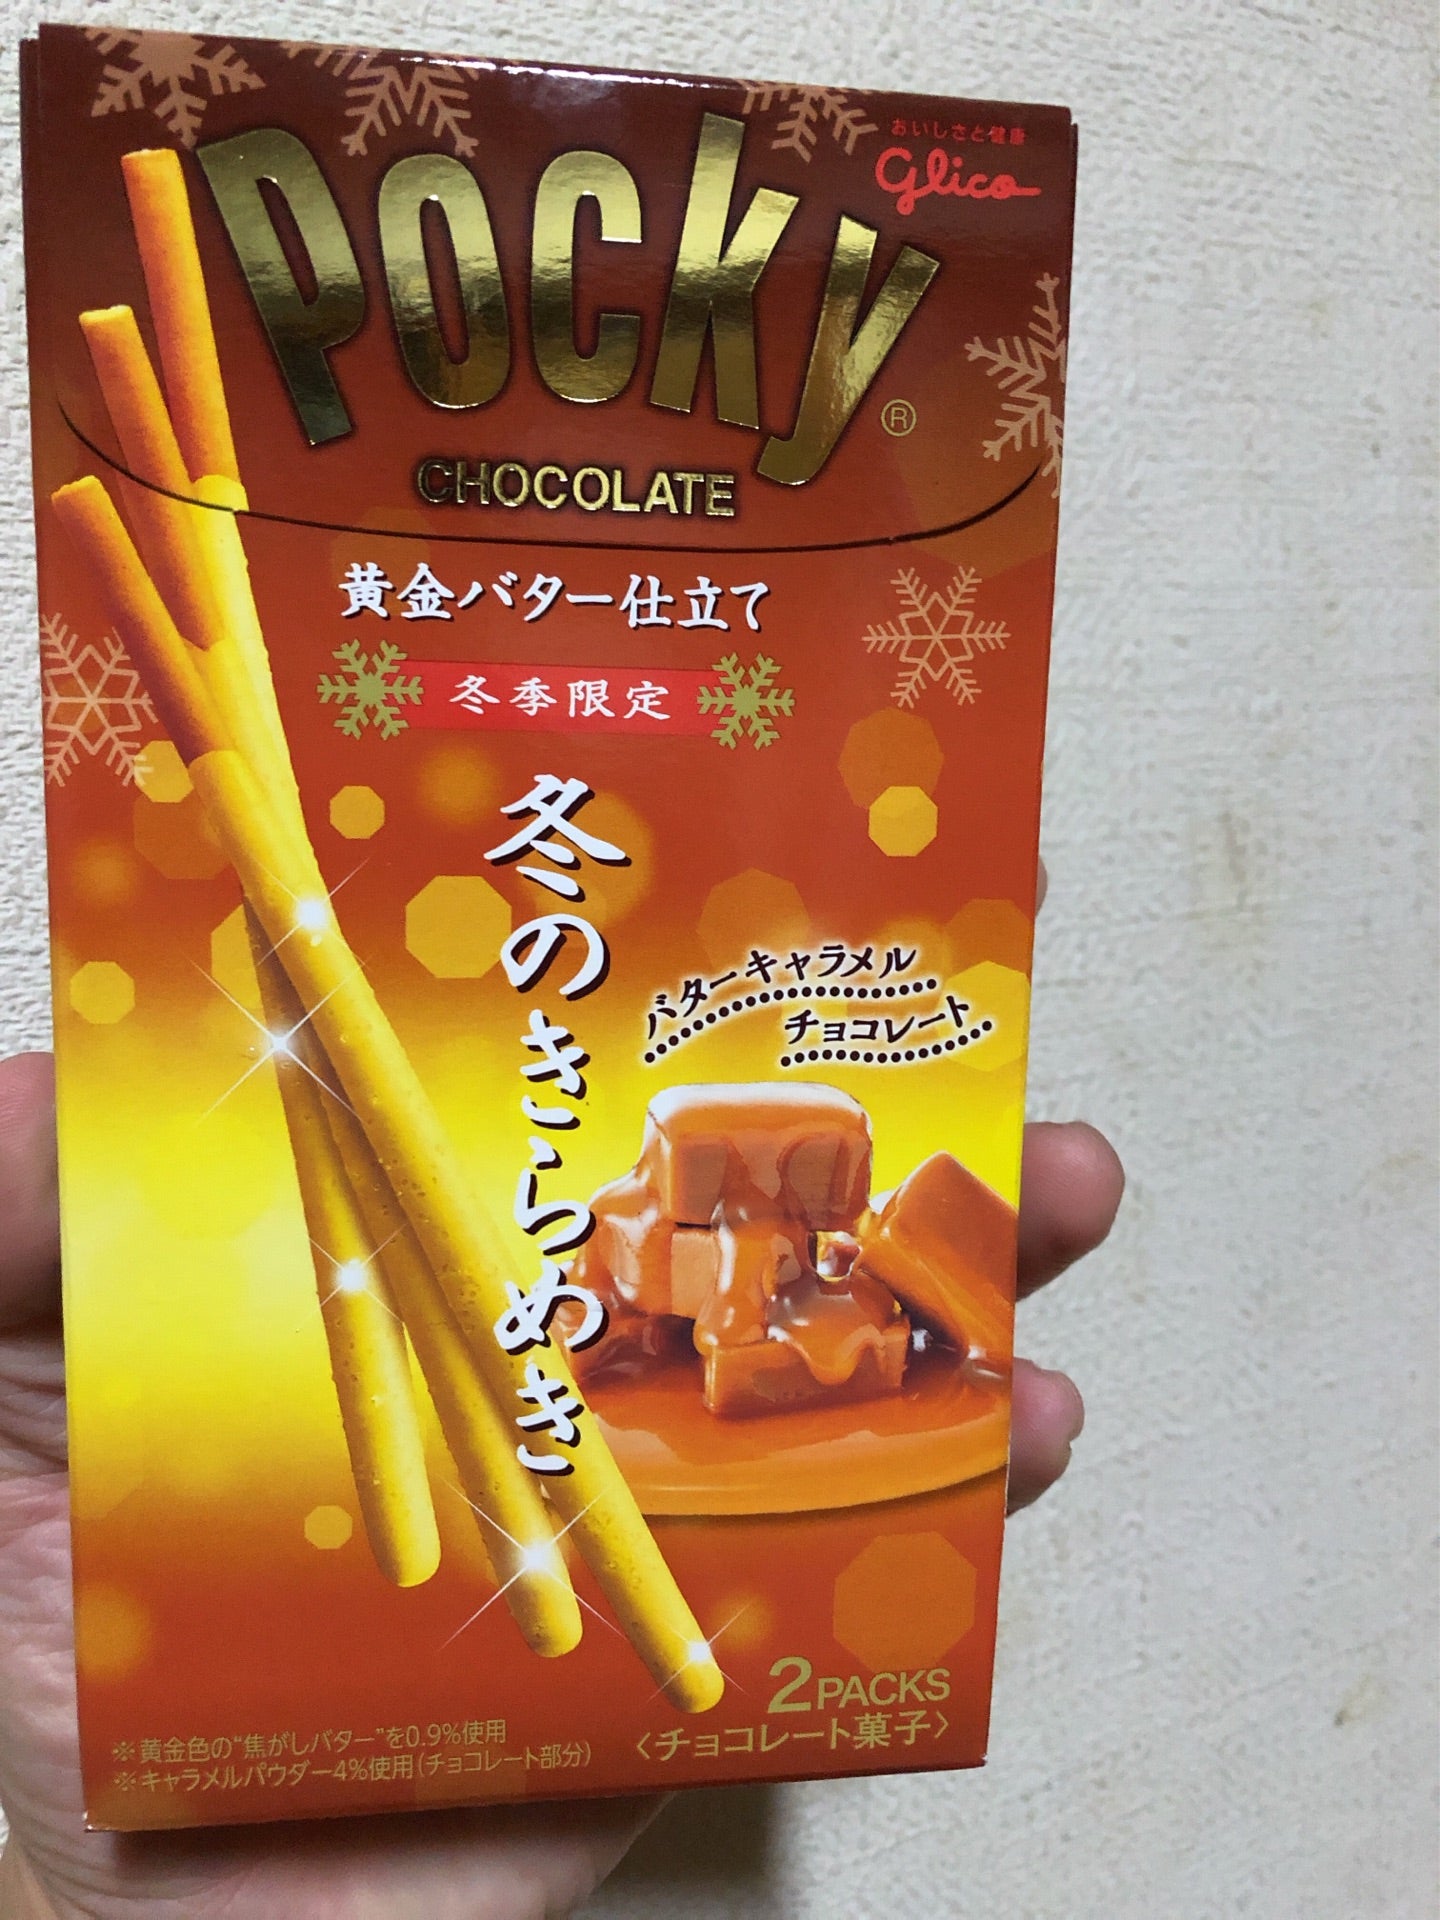 おいしさと健康
Glico
Pocky®
CHOCOLATE
黄金バター仕立て
冬季限定
冬のきらめき
バターキャラメル
チョコレート
2PACKS
〈チョコレート菓子〉
※黄金色の“焦がしバター”を0.9%使用
※キャラメルパウダー4%使用(チョコレート部分)